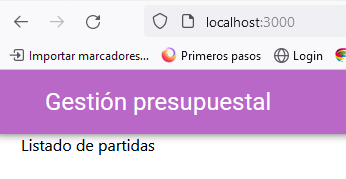 localhost:3000
Importar marcadores... Primeros pasos Login
Gestión presupuestal
Listado de partidas